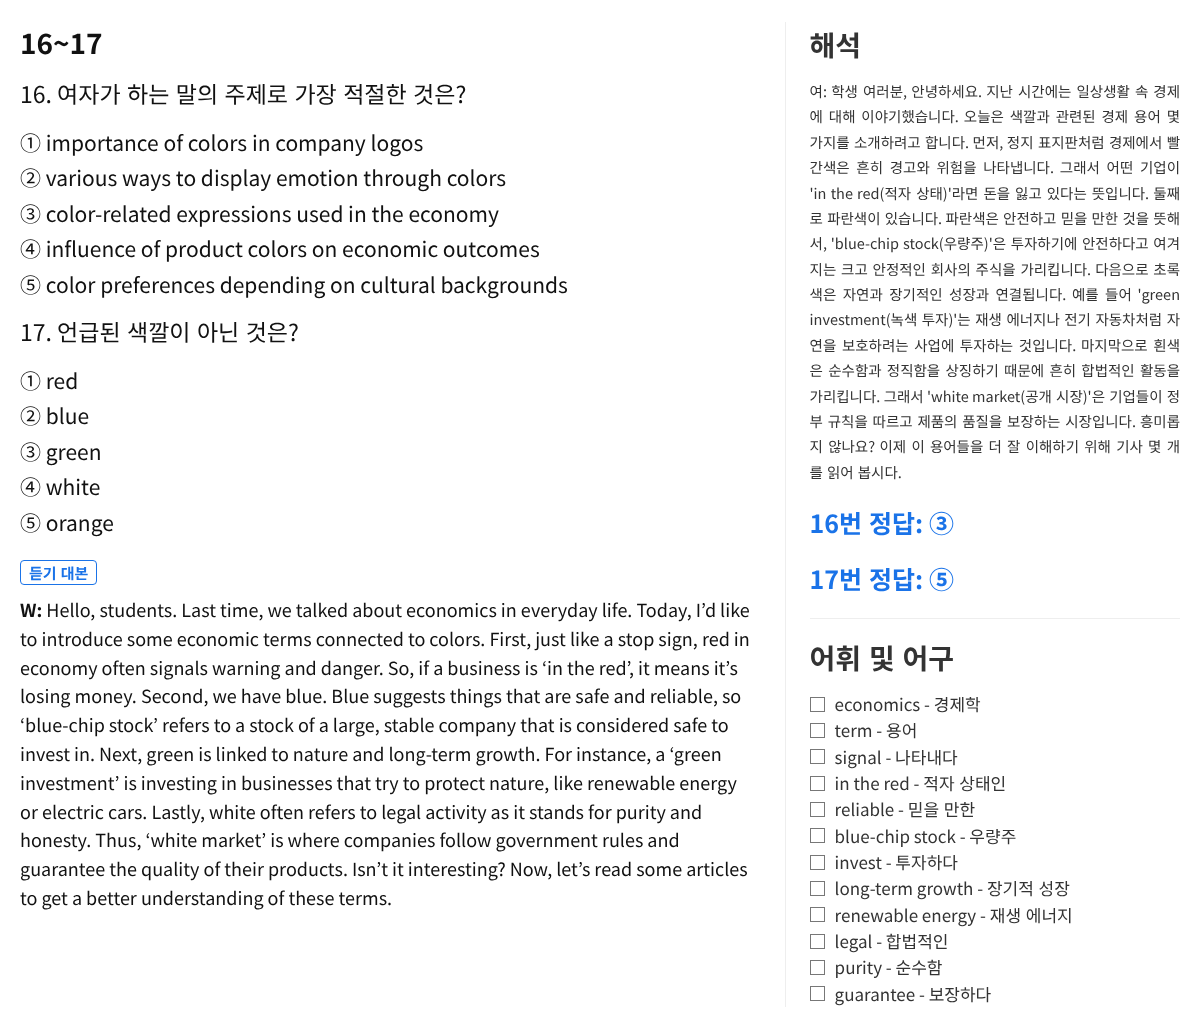 16~17
16. 여자가 하는 말의 주제로 가장 적절한 것은?
① importance of colors in company logos
② various ways to display emotion through colors
③ color-related expressions used in the economy
④ influence of product colors on economic outcomes
⑤ color preferences depending on cultural backgrounds
17. 언급된 색깔이 아닌 것은?
① red
② blue
③ green
④ white
⑤ orange
듣기 대본
W: Hello, students. Last time, we talked about economics in everyday life. Today, I’d like
to introduce some economic terms connected to colors. First, just like a stop sign, red in
economy often signals warning and danger. So, if a business is ‘in the red’, it means it’s
losing money. Second, we have blue. Blue suggests things that are safe and reliable, so
‘blue-chip stock’ refers to a stock of a large, stable company that is considered safe to
invest in. Next, green is linked to nature and long-term growth. For instance, a ‘green
investment’ is investing in businesses that try to protect nature, like renewable energy
or electric cars. Lastly, white often refers to legal activity as it stands for purity and
honesty. Thus, ‘white market’ is where companies follow government rules and
guarantee the quality of their products. Isn’t it interesting? Now, let’s read some articles
to get a better understanding of these terms.
해석
여: 학생 여러분, 안녕하세요. 지난 시간에는 일상생활 속 경제
에 대해 이야기했습니다. 오늘은 색깔과 관련된 경제 용어 몇
가지를 소개하려고 합니다. 먼저, 정지 표지판처럼 경제에서 빨
간색은 흔히 경고와 위험을 나타냅니다. 그래서 어떤 기업이
'in the red(적자 상태)'라면 돈을 잃고 있다는 뜻입니다. 둘째
로 파란색이 있습니다. 파란색은 안전하고 믿을 만한 것을 뜻해
서, 'blue-chip stock(우량주)'은 투자하기에 안전하다고 여겨
지는 크고 안정적인 회사의 주식을 가리킵니다. 다음으로 초록
색은 자연과 장기적인 성장과 연결됩니다. 예를 들어 'green
investment(녹색 투자)'는 재생 에너지나 전기 자동차처럼 자
연을 보호하려는 사업에 투자하는 것입니다. 마지막으로 흰색
은 순수함과 정직함을 상징하기 때문에 흔히 합법적인 활동을
가리킵니다. 그래서 'white market(공개 시장)'은 기업들이 정
부 규칙을 따르고 제품의 품질을 보장하는 시장입니다. 흥미롭
지 않나요? 이제 이 용어들을 더 잘 이해하기 위해 기사 몇 개
를 읽어 봅시다.
16번 정답: ③
17번 정답: ⑤
어휘 및 어구
economics - 경제학
term - 용어
signal - 나타내다
in the red - 적자 상태인
reliable - 믿을 만한
blue-chip stock - 우량주
invest - 투자하다
long-term growth - 장기적 성장
renewable energy - 재생 에너지
legal - 합법적인
purity - 순수함
guarantee - 보장하다